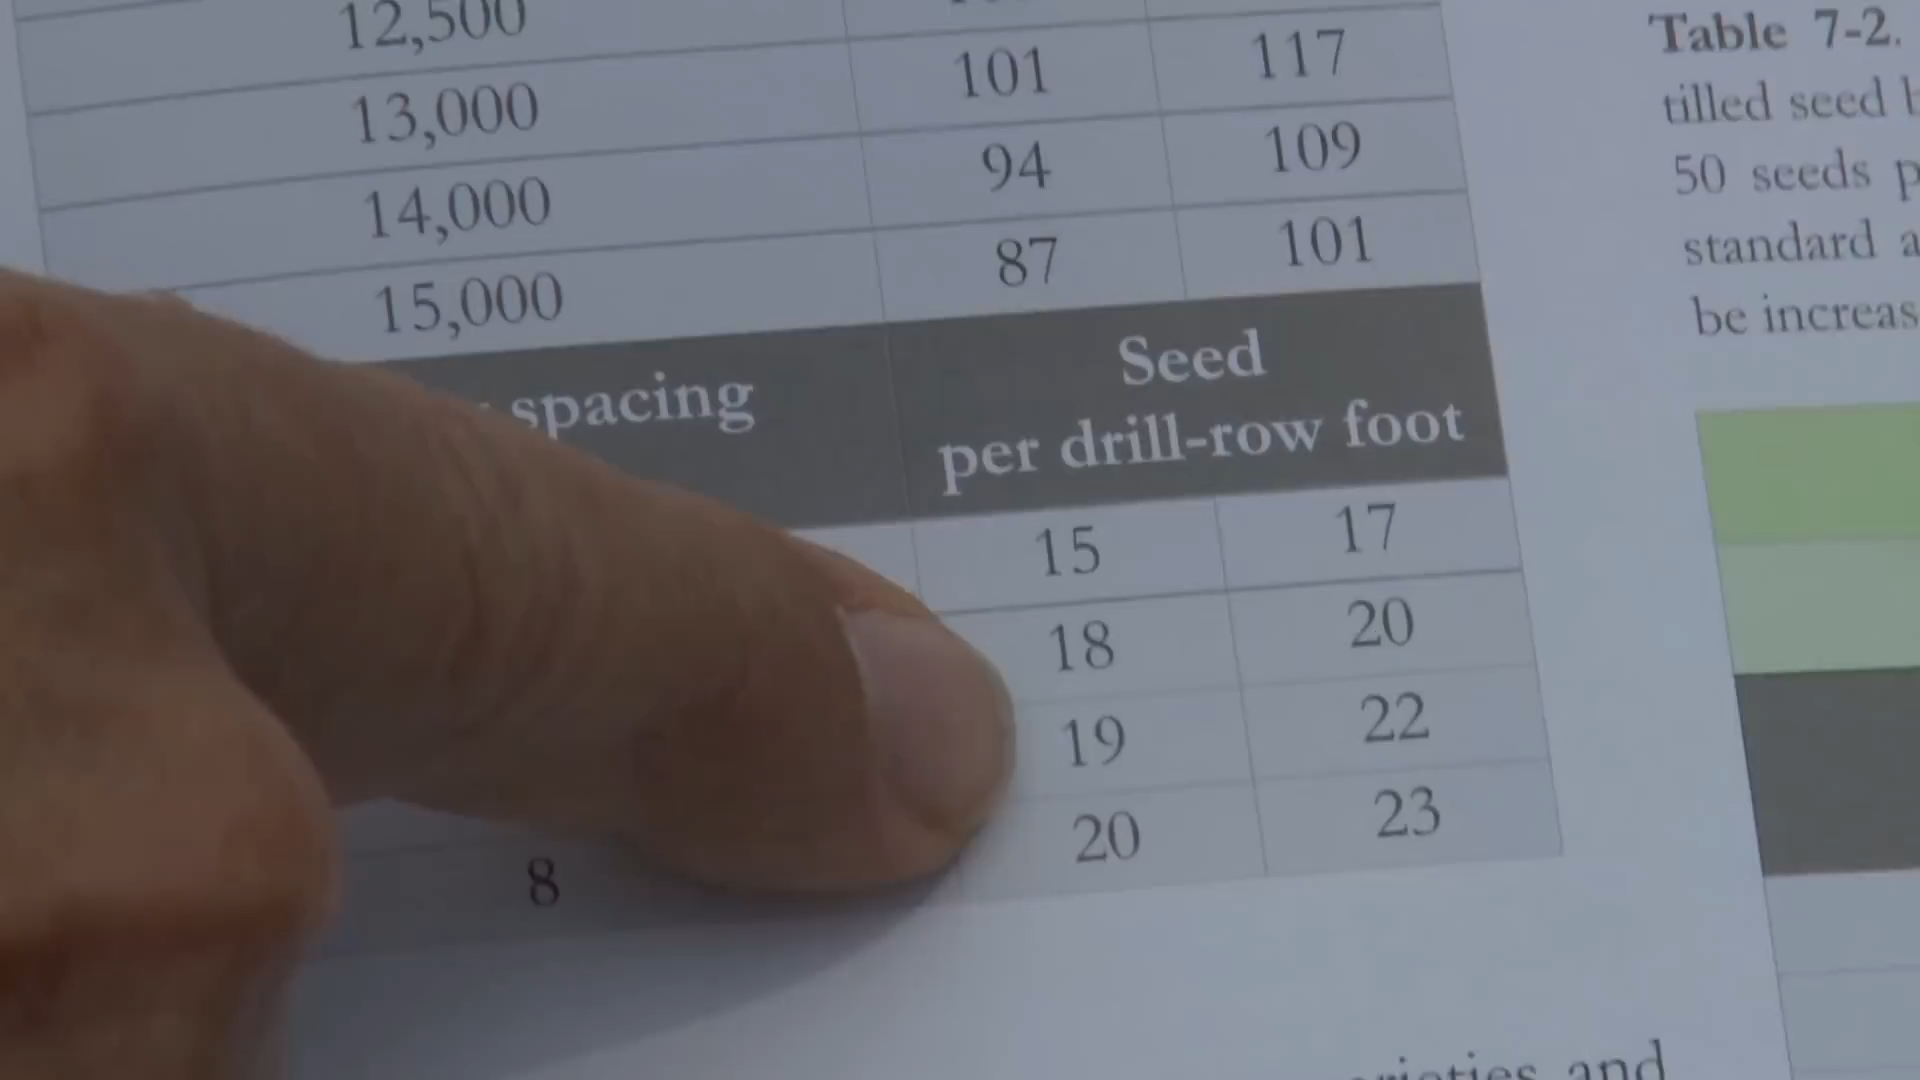 12,500
13,000 101 117
14,000 94 109
15,000 87 101
spacing
Seed
per drill-row foot
15 17
18 20
19 22
8 20 23
Table 7-2.
tilled seed
50 seeds
standard
be
and